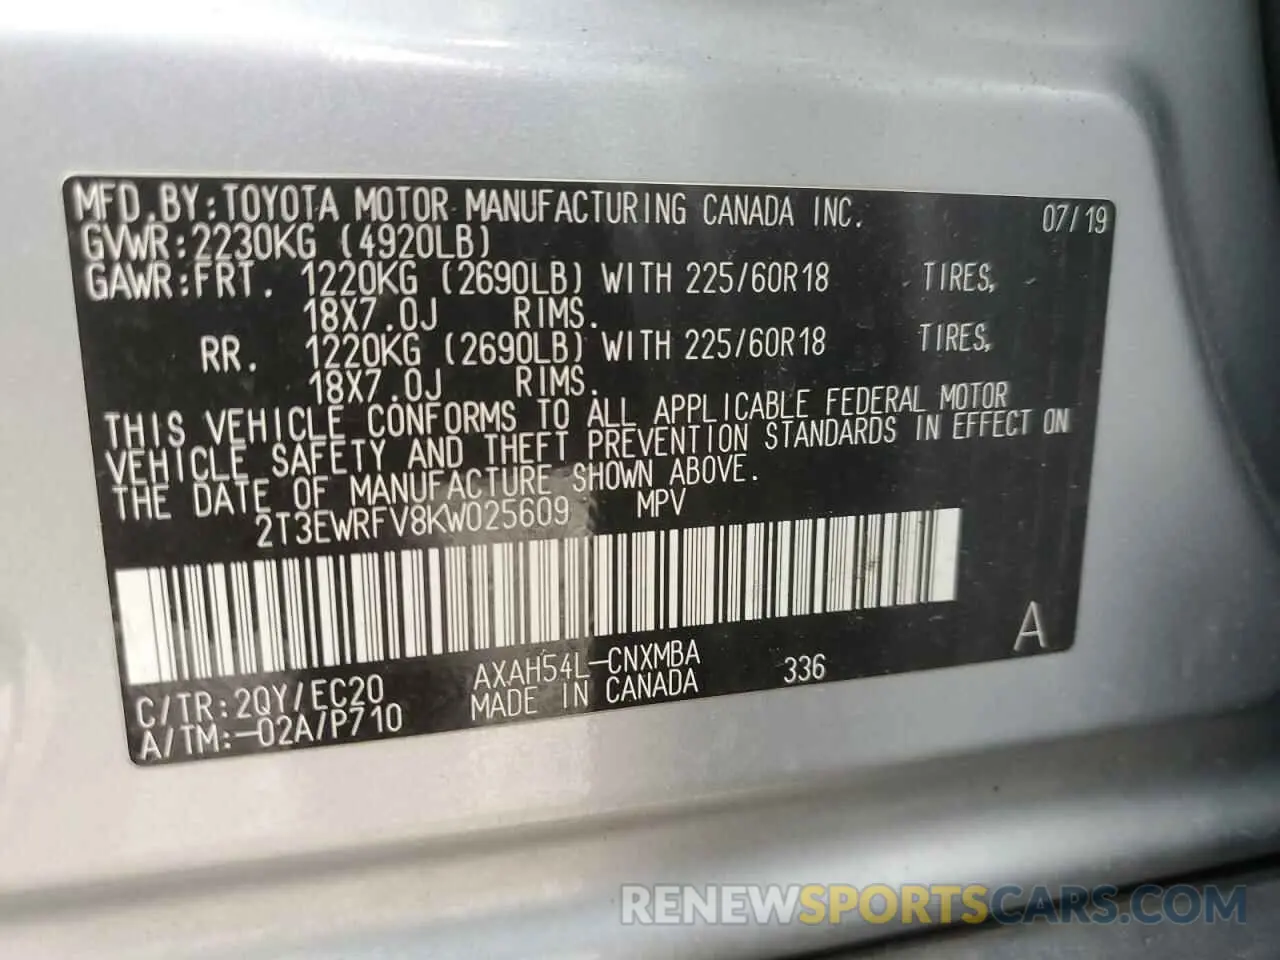 MFD.BY:TOYOTA MOTOR MANUFACTURING CANADA INC. 07/19
GVWR:2230KG (4920LB)
GAWR:FRT. 1220KG (2690LB) WITH 225/60R18 TIRES,
18X7.0J RIMS.
RR. 1220KG (2690LB) WITH 225/60R18 TIRES,
18X7.0J RIMS.
THIS VEHICLE CONFORMS TO ALL APPLICABLE FEDERAL MOTOR
VEHICLE SAFETY AND THEFT PREVENTION STANDARDS IN EFFECT ON
THE DATE OF MANUFACTURE SHOWN ABOVE.
2T3EWRFV8KW025609 MPV
A
C/TR:2QY/EC20 AXAH54L-CNXMBA 336
A/TM:-02A/P710 MADE IN CANADA
RENEWSPORTSCARS.COM